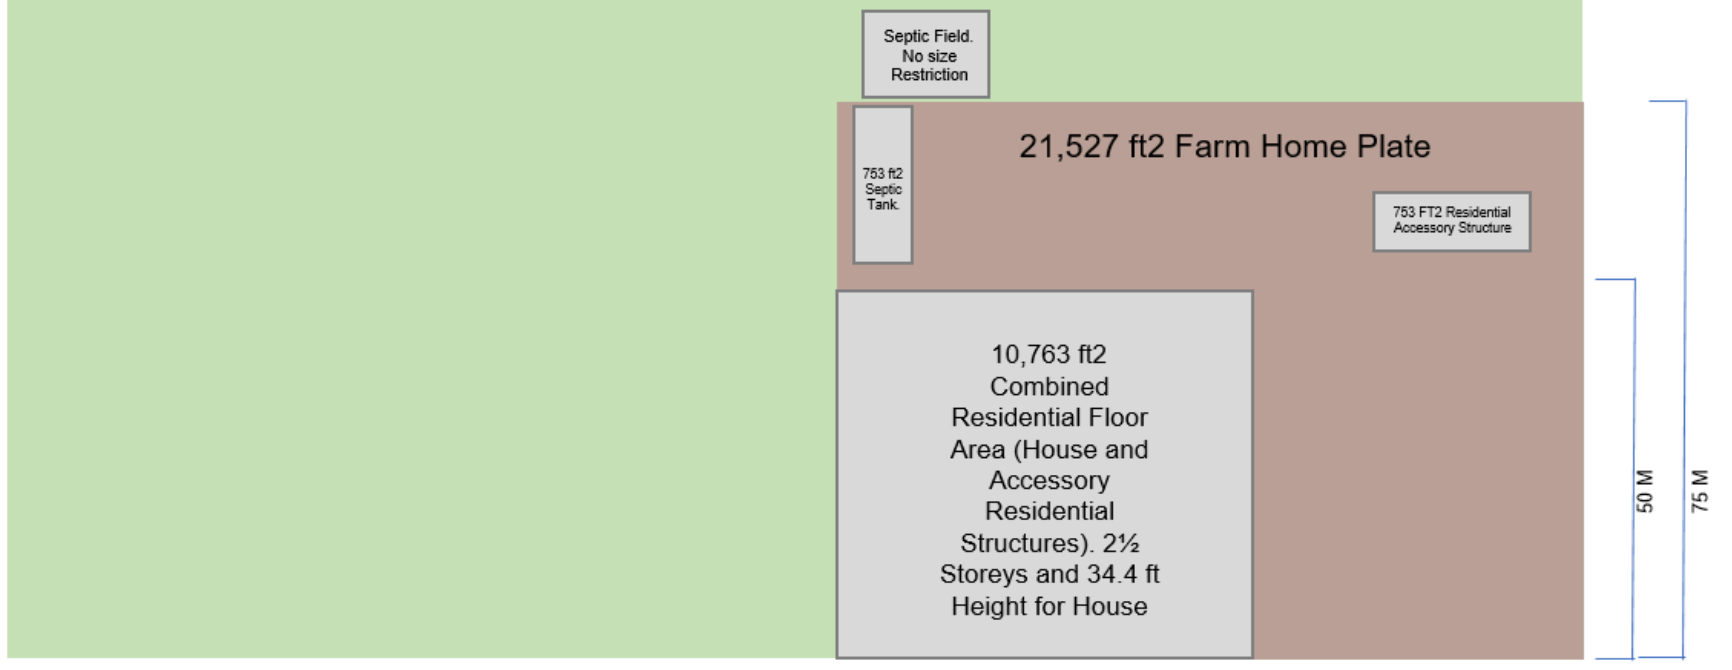 Septic Field.
No size
Restriction
21,527 ft2 Farm Home Plate
753 ft2
Septic
Tank.
753 FT2 Residential
Accessory Structure
10,763 ft2
Combined
Residential Floor
Area (House and
Accessory
Residential
Structures). 2½
Storeys and 34.4 ft
Height for House
50 M
75 M